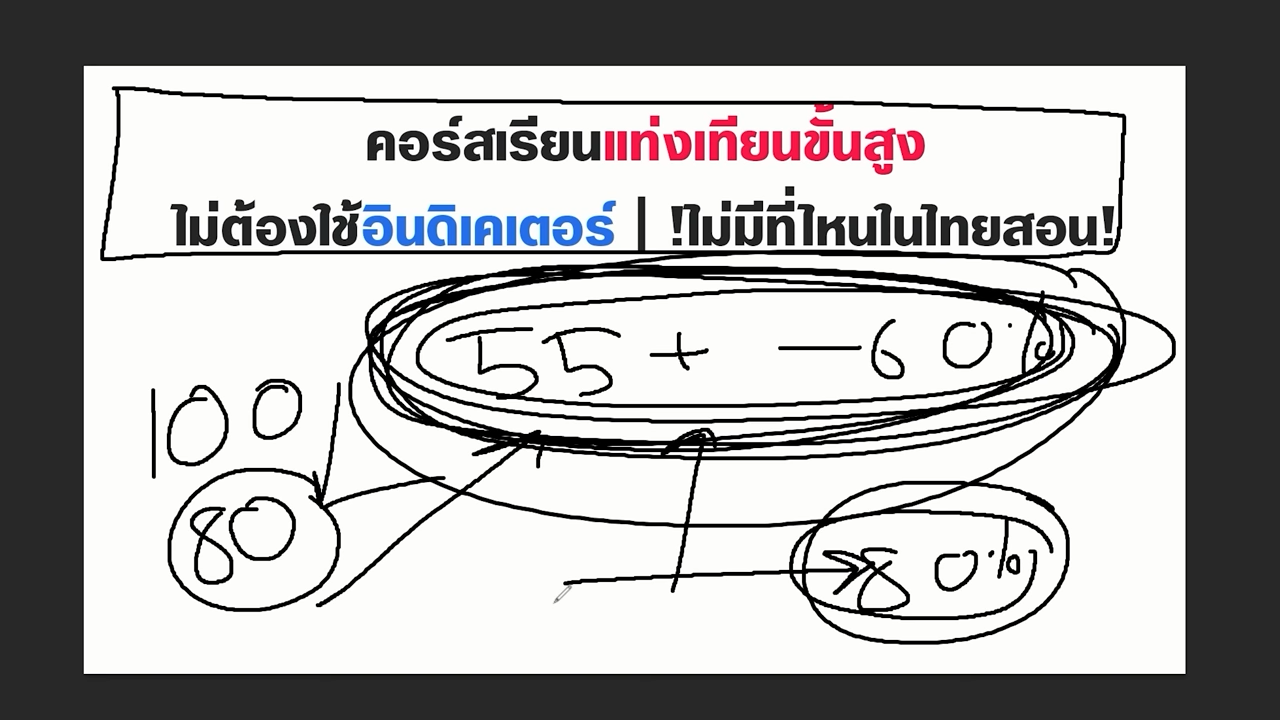 คอร์สเรียนแท่งเทียนขั้นสูง
ไม่ต้องใช้อินดิเคเตอร์ | !ไม่มีที่ไหนในไทยสอน!
55 + — 60%
100
80
80%